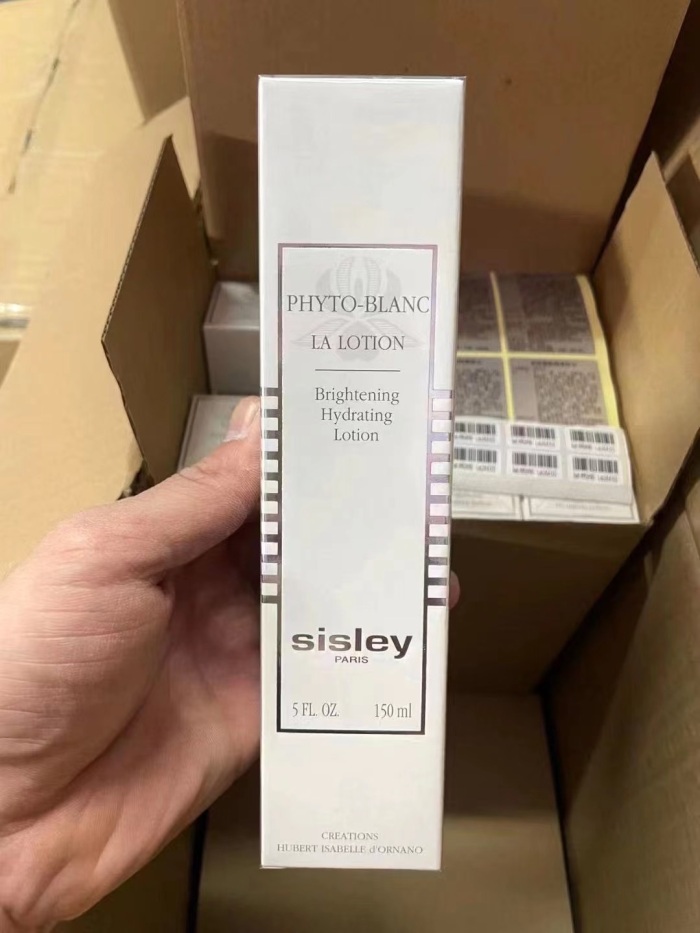 PHYTO-BLANC
LA LOTION
Brightening
Hydrating
Lotion
sisley
PARIS
5 FL. OZ. 150 ml
CREATIONS
HUBERT ISABELLE d'ORNANO